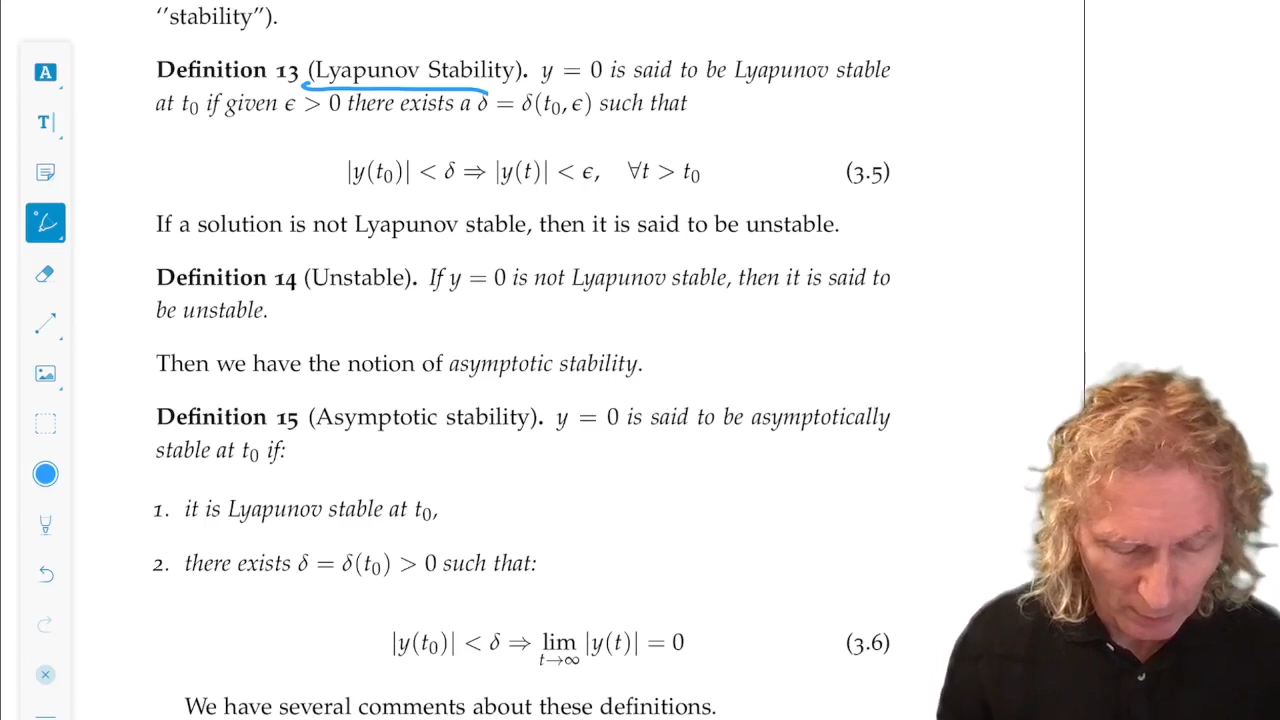 ‘‘stability”).
Definition 13 (Lyapunov Stability). y = 0 is said to be Lyapunov stable
at t₀ if given ϵ > 0 there exists a δ = δ(t₀, ϵ) such that
|y(t₀)| < δ ⇒ |y(t)| < ϵ, ∀t > t₀ (3.5)
If a solution is not Lyapunov stable, then it is said to be unstable.
Definition 14 (Unstable). If y = 0 is not Lyapunov stable, then it is said to
be unstable.
Then we have the notion of asymptotic stability.
Definition 15 (Asymptotic stability). y = 0 is said to be asymptotically
stable at t₀ if:
1. it is Lyapunov stable at t₀,
2. there exists δ = δ(t₀) > 0 such that:
|y(t₀)| < δ ⇒ lim t→∞ |y(t)| = 0 (3.6)
We have several comments about these definitions.
A
T